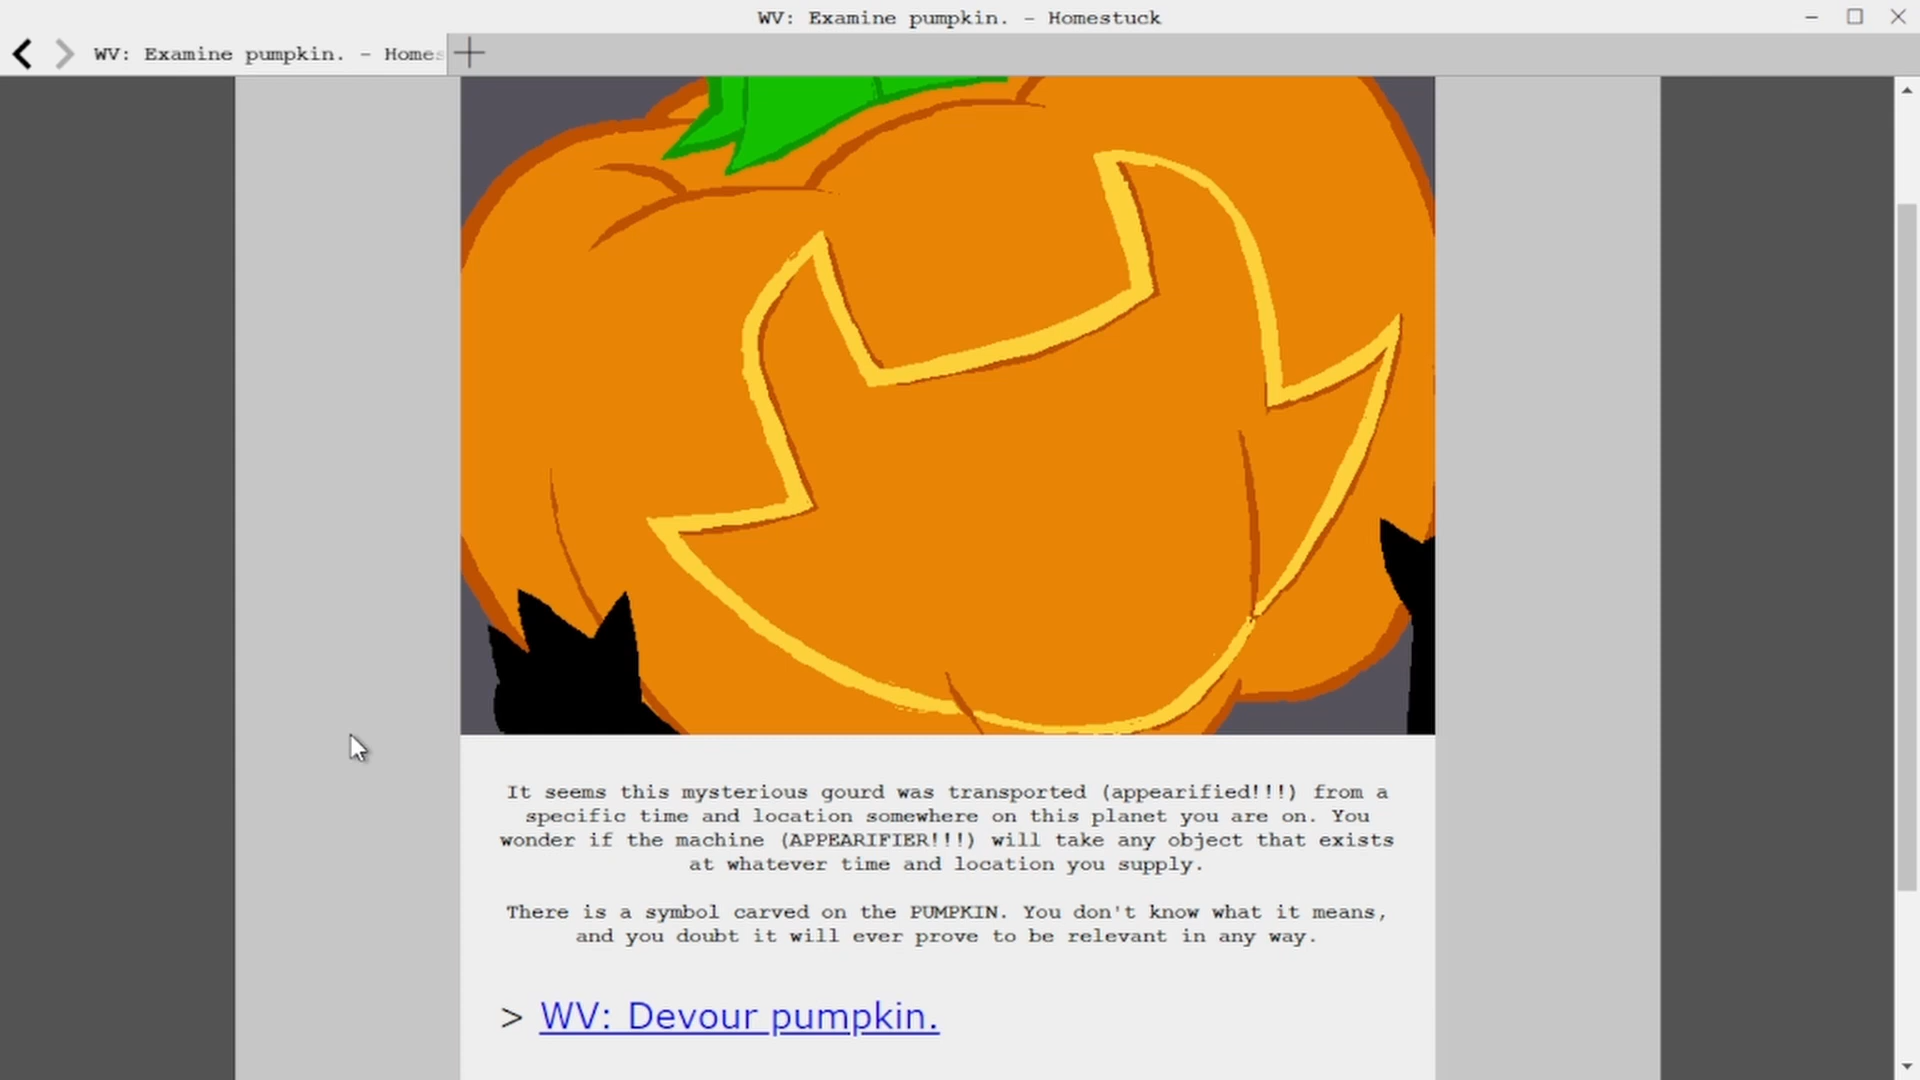 WV: Examine pumpkin. - Homestuck
WV: Examine pumpkin. - Homes
It seems this mysterious gourd was transported (appearified!!!) from a
specific time and location somewhere on this planet you are on. You
wonder if the machine (APPEARIFIER!!!) will take any object that exists
at whatever time and location you supply.
There is a symbol carved on the PUMPKIN. You don't know what it means,
and you doubt it will ever prove to be relevant in any way.
> WV: Devour pumpkin.